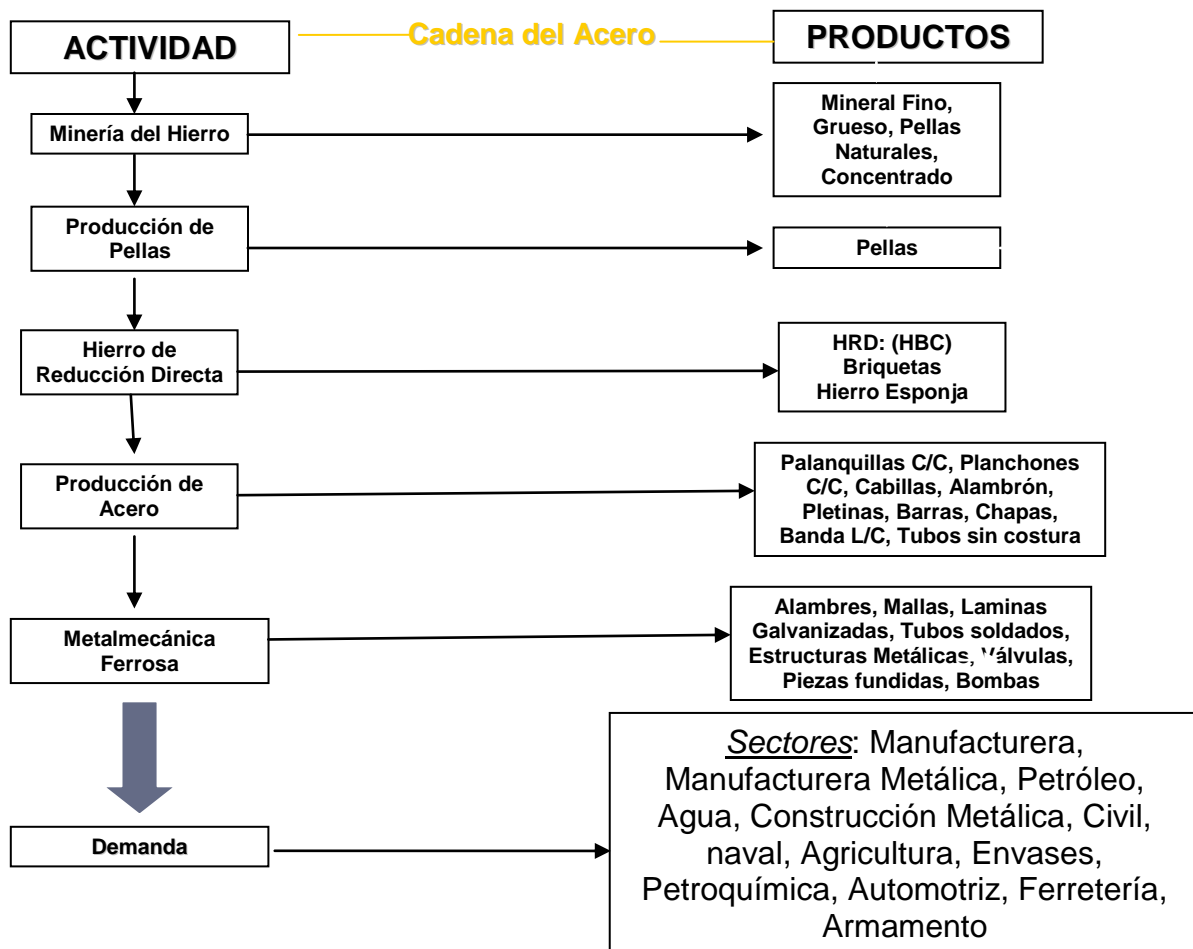 ACTIVIDAD
Cadena del Acero
PRODUCTOS
Minería del Hierro
Mineral Fino,
Grueso, Pellas
Naturales,
Concentrado
Producción de
Pellas
Pellas
Hierro de
Reducción Directa
HRD: (HBC)
Briquetas
Hierro Esponja
Producción de
Acero
Palanquillas C/C, Planchones
C/C, Cabillas, Alambrón,
Pletinas, Barras, Chapas,
Banda L/C, Tubos sin costura
Metalmecánica
Ferrosa
Alambres, Mallas, Laminas
Galvanizadas, Tubos soldados,
Estructuras Metálicas, Válvulas,
Piezas fundidas, Bombas
Demanda
Sectores: Manufacturera,
Manufacturera Metálica, Petróleo,
Agua, Construcción Metálica, Civil,
naval, Agricultura, Envases,
Petroquímica, Automotriz, Ferretería,
Armamento